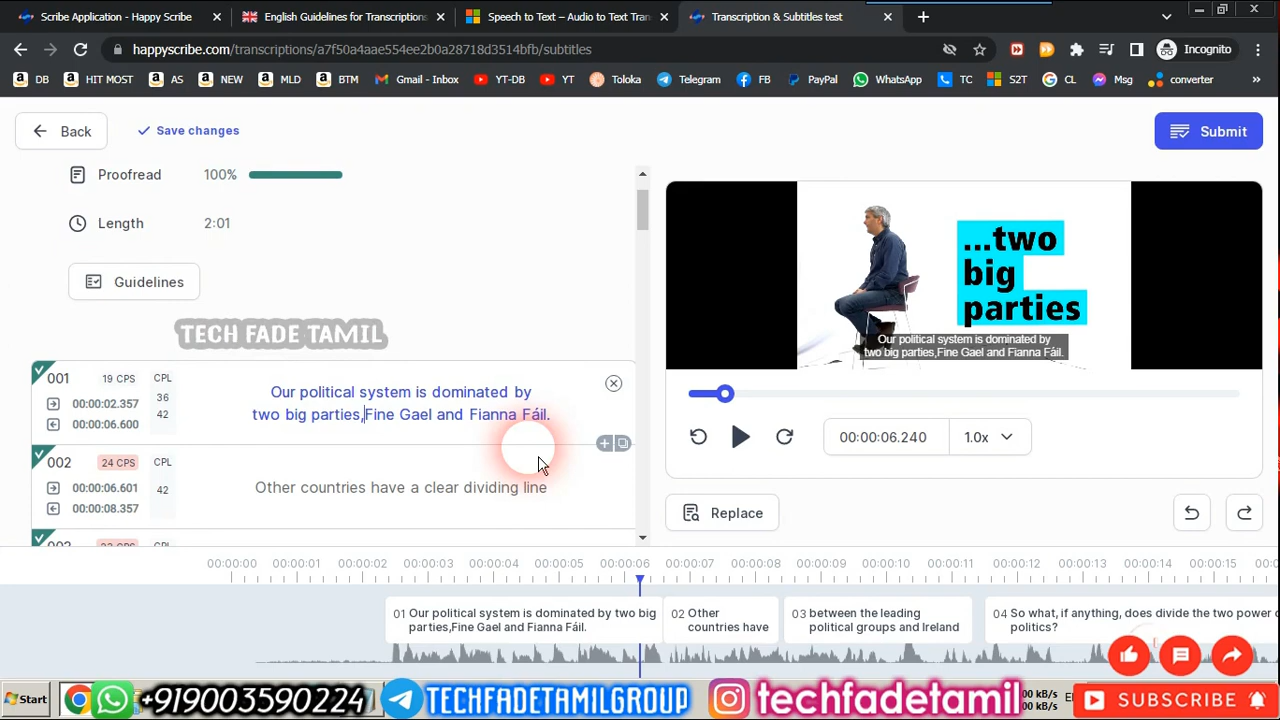 Scribe Application - Happy Scribe
English Guidelines for Transcriptions
Speech to Text – Audio to Text Tran
Transcription & Subtitles test
happyscribe.com/transcriptions/a7f50a4aae554ee2b0a28718d3514bfb/subtitles
Incognito
DB
HIT MOST
AS
NEW
MLD
BTM
Gmail - Inbox
YT-DB
YT
Toloka
Telegram
FB
PayPal
WhatsApp
TC
S2T
CL
Msg
converter
Back
Save changes
Submit
Proofread 100%
Length 2:01
Guidelines
TECH FADE TAMIL
001 19 CPS CPL
00:00:02.357 36
00:00:06.600 42
Our political system is dominated by
two big parties,Fine Gael and Fianna Fáil.
002 24 CPS CPL
00:00:06.601 42
00:00:08.357
Other countries have a clear dividing line
...two
big
parties
Our political system is dominated by
two big parties,Fine Gael and Fianna Fáil.
00:00:06.240 1.0x
Replace
00:00:00 00:00:01 00:00:02 00:00:03 00:00:04 00:00:05 00:00:06 00:00:07 00:00:08 00:00:09 00:00:10 00:00:11 00:00:12 00:00:13 00:00:14 00:00:15
01 Our political system is dominated by two big
parties,Fine Gael and Fianna Fáil.
02 Other
countries have
03 between the leading
political groups and Ireland
04 So what, if anything, does divide the two power
politics?
Start
+919003590224
TECHFADETAMILGROUP
techfadetamil
00 kB/s
00 kB/s
SUBSCRIBE